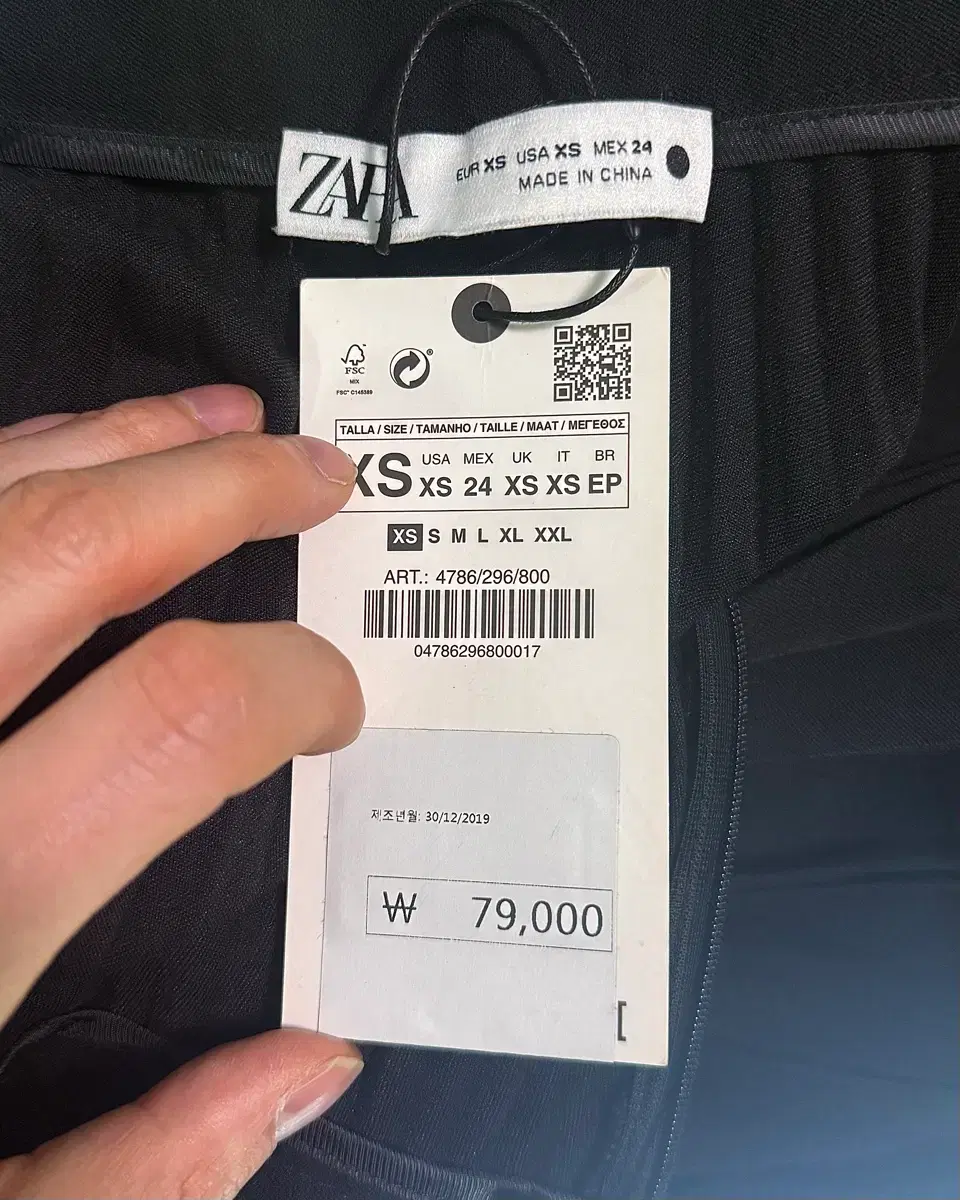 ZARA
EUR XS USA XS MEX 24
MADE IN CHINA
FSC
MIX
FSC® C145389
TALLA / SIZE / TAMANHO / TAILLE / MAAT / ΜΕΓΕΘΟΣ
USA MEX UK IT BR
XS XS 24 XS XS EP
XS S M L XL XXL
ART.: 4786/296/800
04786296800017
제조년월: 30/12/2019
₩ 79,000